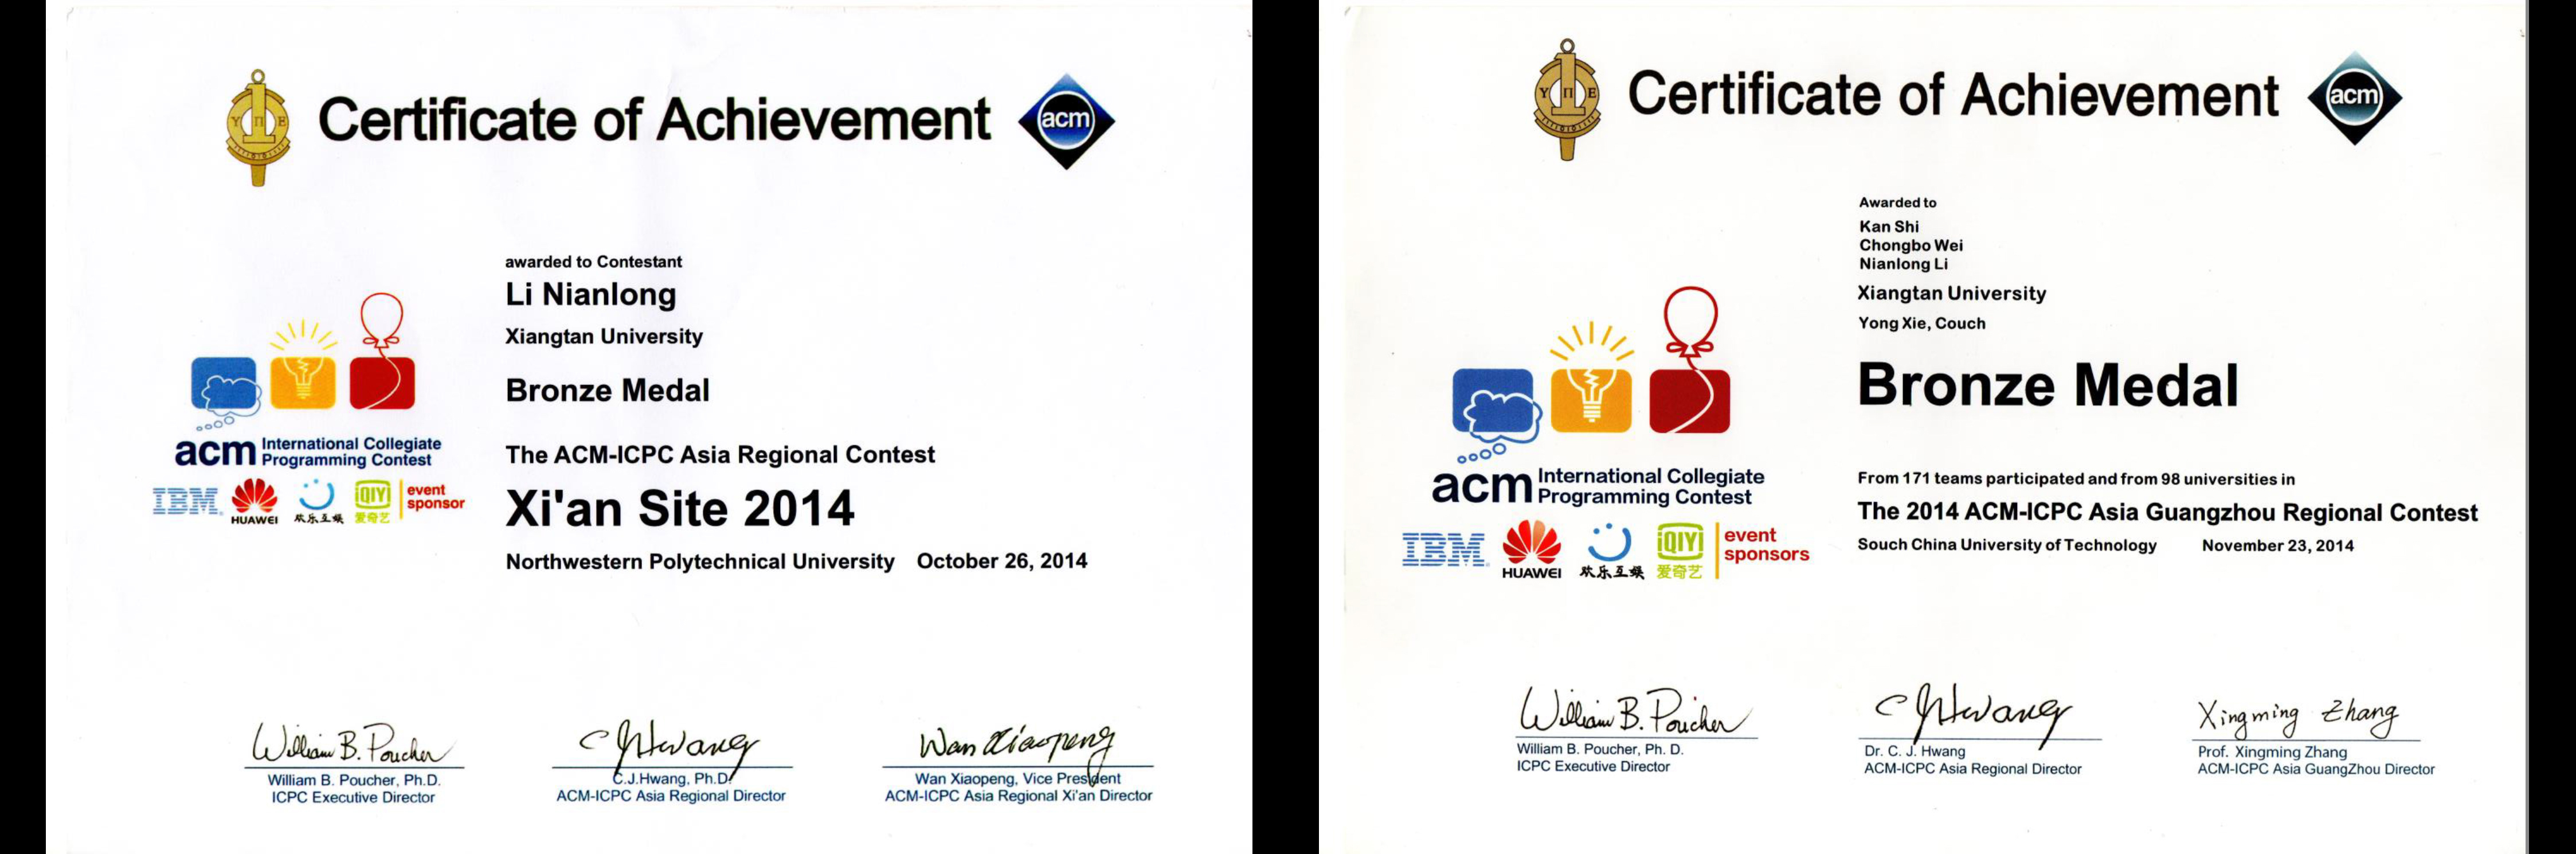 Certificate of Achievement
acm
awarded to Contestant
Li Nianlong
Xiangtan University
Bronze Medal
The ACM-ICPC Asia Regional Contest
Xi'an Site 2014
Northwestern Polytechnical University October 26, 2014
acm International Collegiate
Programming Contest
IBM
HUAWEI
欢乐互娱
iQIYI
爱奇艺
event
sponsor
William B. Poucher
William B. Poucher, Ph.D.
ICPC Executive Director
C J Hwang
C.J.Hwang, Ph.D.
ACM-ICPC Asia Regional Director
Wan Xiaopeng
Wan Xiaopeng, Vice President
ACM-ICPC Asia Regional Xi'an Director
Υ Π Ε
Certificate of Achievement
acm
Awarded to
Kan Shi
Chongbo Wei
Nianlong Li
Xiangtan University
Yong Xie, Couch
Bronze Medal
From 171 teams participated and from 98 universities in
The 2014 ACM-ICPC Asia Guangzhou Regional Contest
Souch China University of Technology November 23, 2014
acm International Collegiate
Programming Contest
IBM
HUAWEI
欢乐互娱
iQIYI
爱奇艺
event
sponsors
William B. Poucher
William B. Poucher, Ph. D.
ICPC Executive Director
C J Hwang
Dr. C. J. Hwang
ACM-ICPC Asia Regional Director
Xingming Zhang
Prof. Xingming Zhang
ACM-ICPC Asia GuangZhou Director